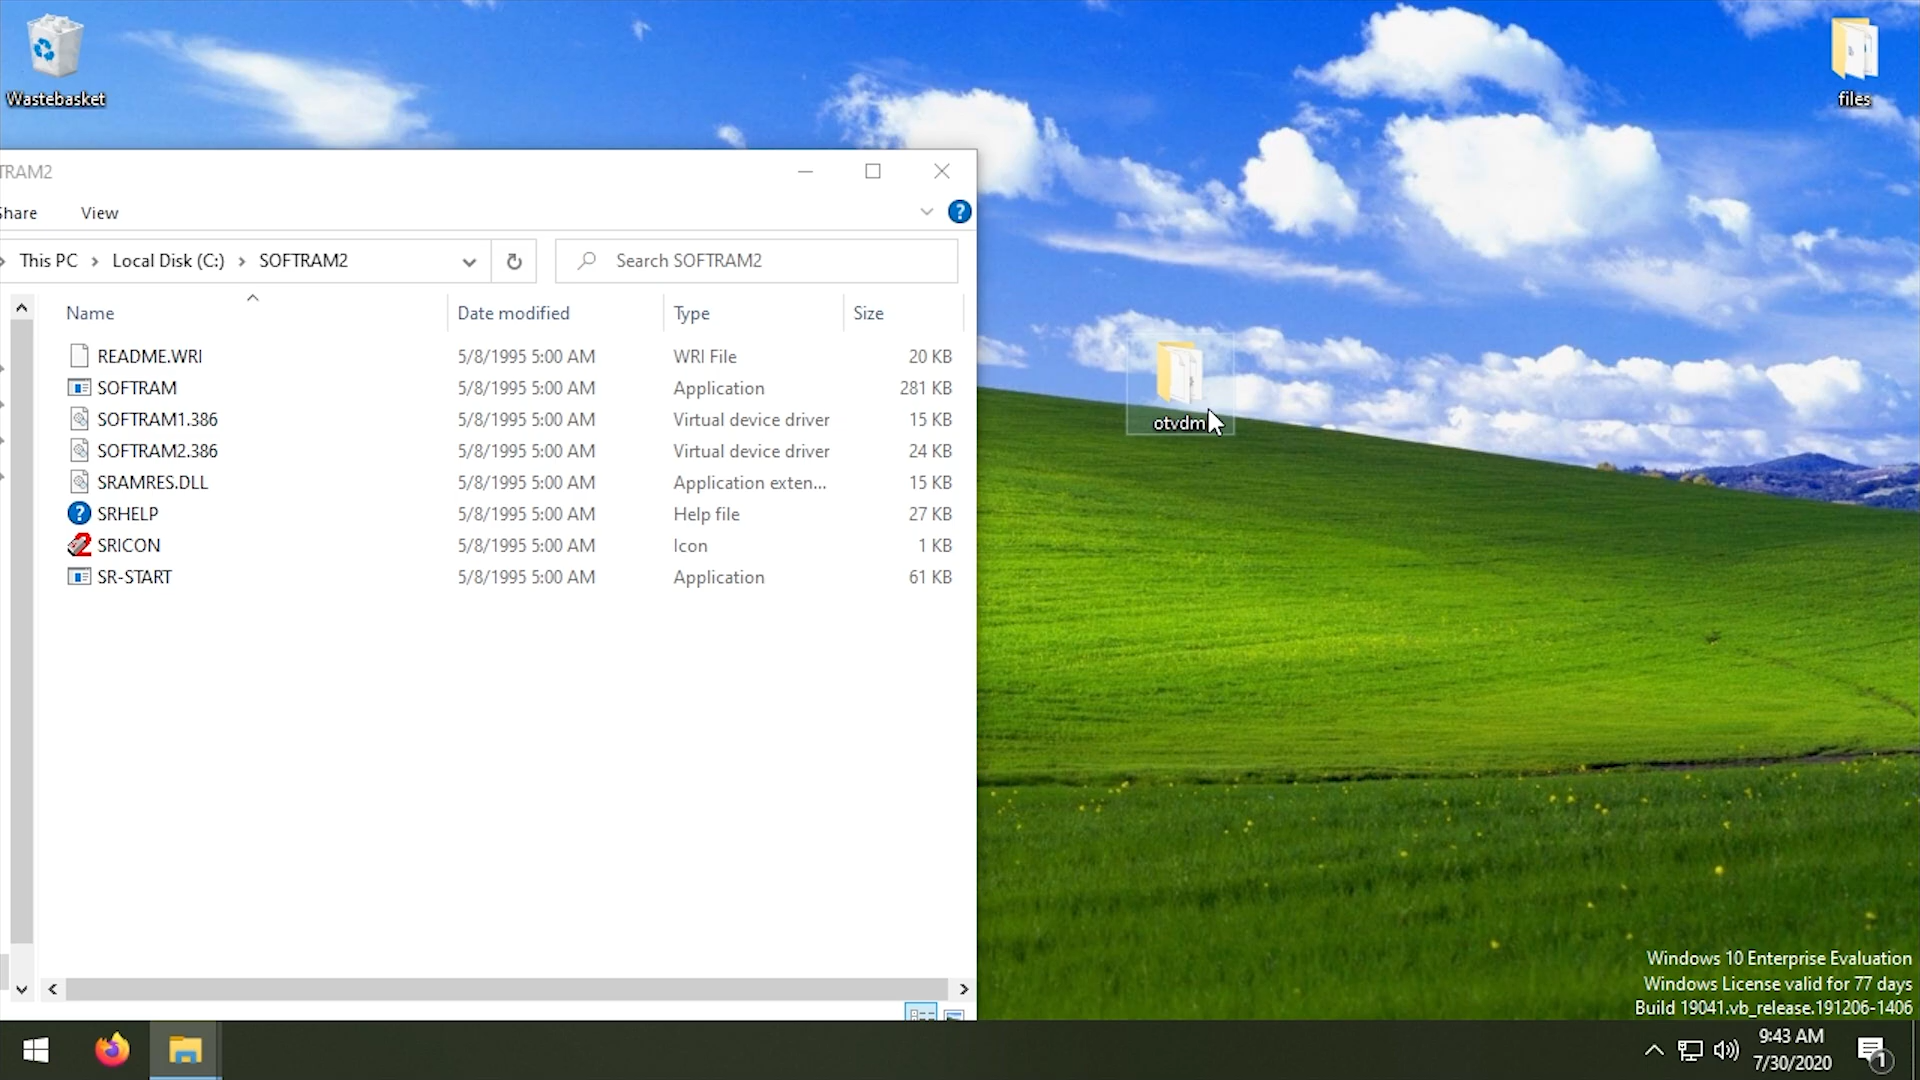 Wastebasket
files
TRAM2
Share View
?
This PC > Local Disk (C:) > SOFTRAM2
Search SOFTRAM2
Name Date modified Type Size
README.WRI 5/8/1995 5:00 AM WRI File 20 KB
SOFTRAM 5/8/1995 5:00 AM Application 281 KB
SOFTRAM1.386 5/8/1995 5:00 AM Virtual device driver 15 KB
SOFTRAM2.386 5/8/1995 5:00 AM Virtual device driver 24 KB
SRAMRES.DLL 5/8/1995 5:00 AM Application exten... 15 KB
SRHELP 5/8/1995 5:00 AM Help file 27 KB
SRICON 5/8/1995 5:00 AM Icon 1 KB
SR-START 5/8/1995 5:00 AM Application 61 KB
otvdm
Windows 10 Enterprise Evaluation
Windows License valid for 77 days
Build 19041.vb_release.191206-1406
9:43 AM
7/30/2020
1